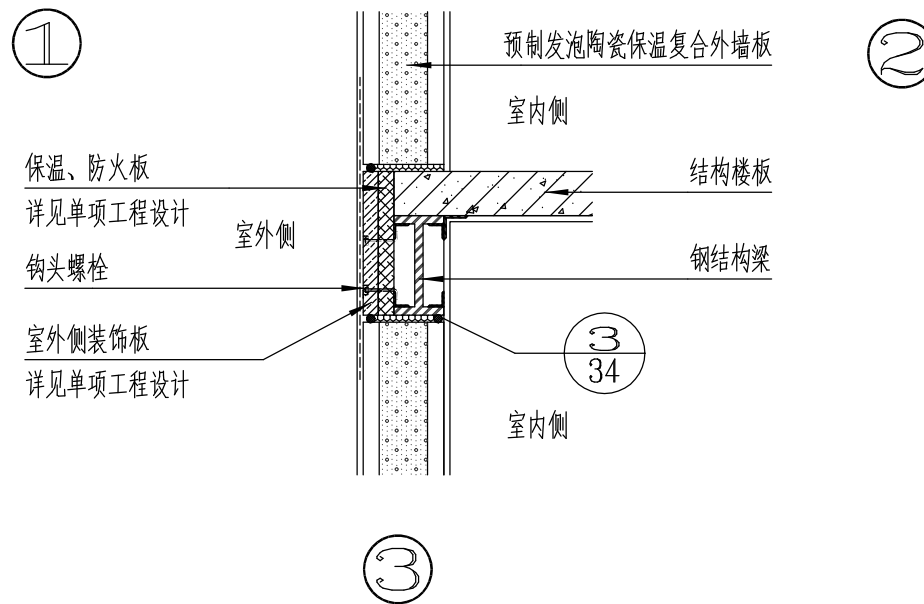 1
2
预制发泡陶瓷保温复合外墙板
室内侧
保温、防火板
详见单项工程设计
结构楼板
室外侧
钩头螺栓
钢结构梁
室外侧装饰板
详见单项工程设计
3
34
室内侧
3